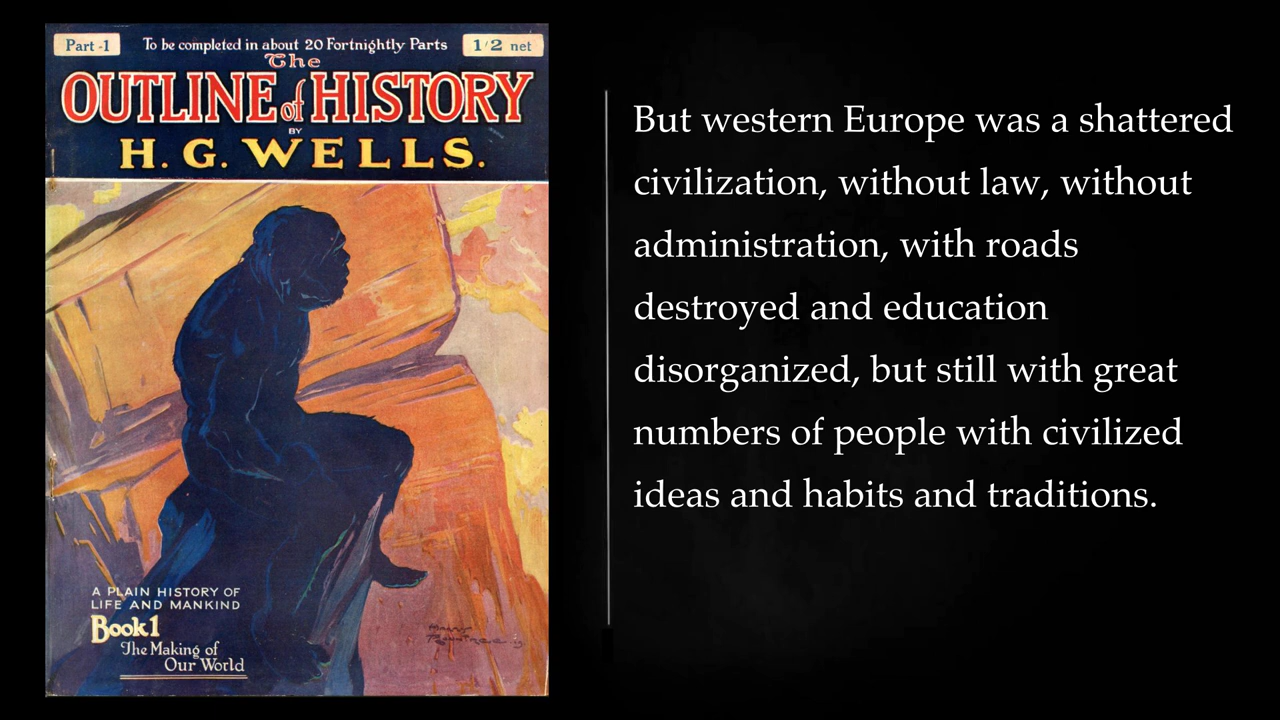 Part -1
To be completed in about 20 Fortnightly Parts
1/2 net
The
OUTLINE of HISTORY
BY
H. G. WELLS.
A PLAIN HISTORY OF
LIFE AND MANKIND
Book 1
The Making of
Our World
But western Europe was a shattered
civilization, without law, without
administration, with roads
destroyed and education
disorganized, but still with great
numbers of people with civilized
ideas and habits and traditions.